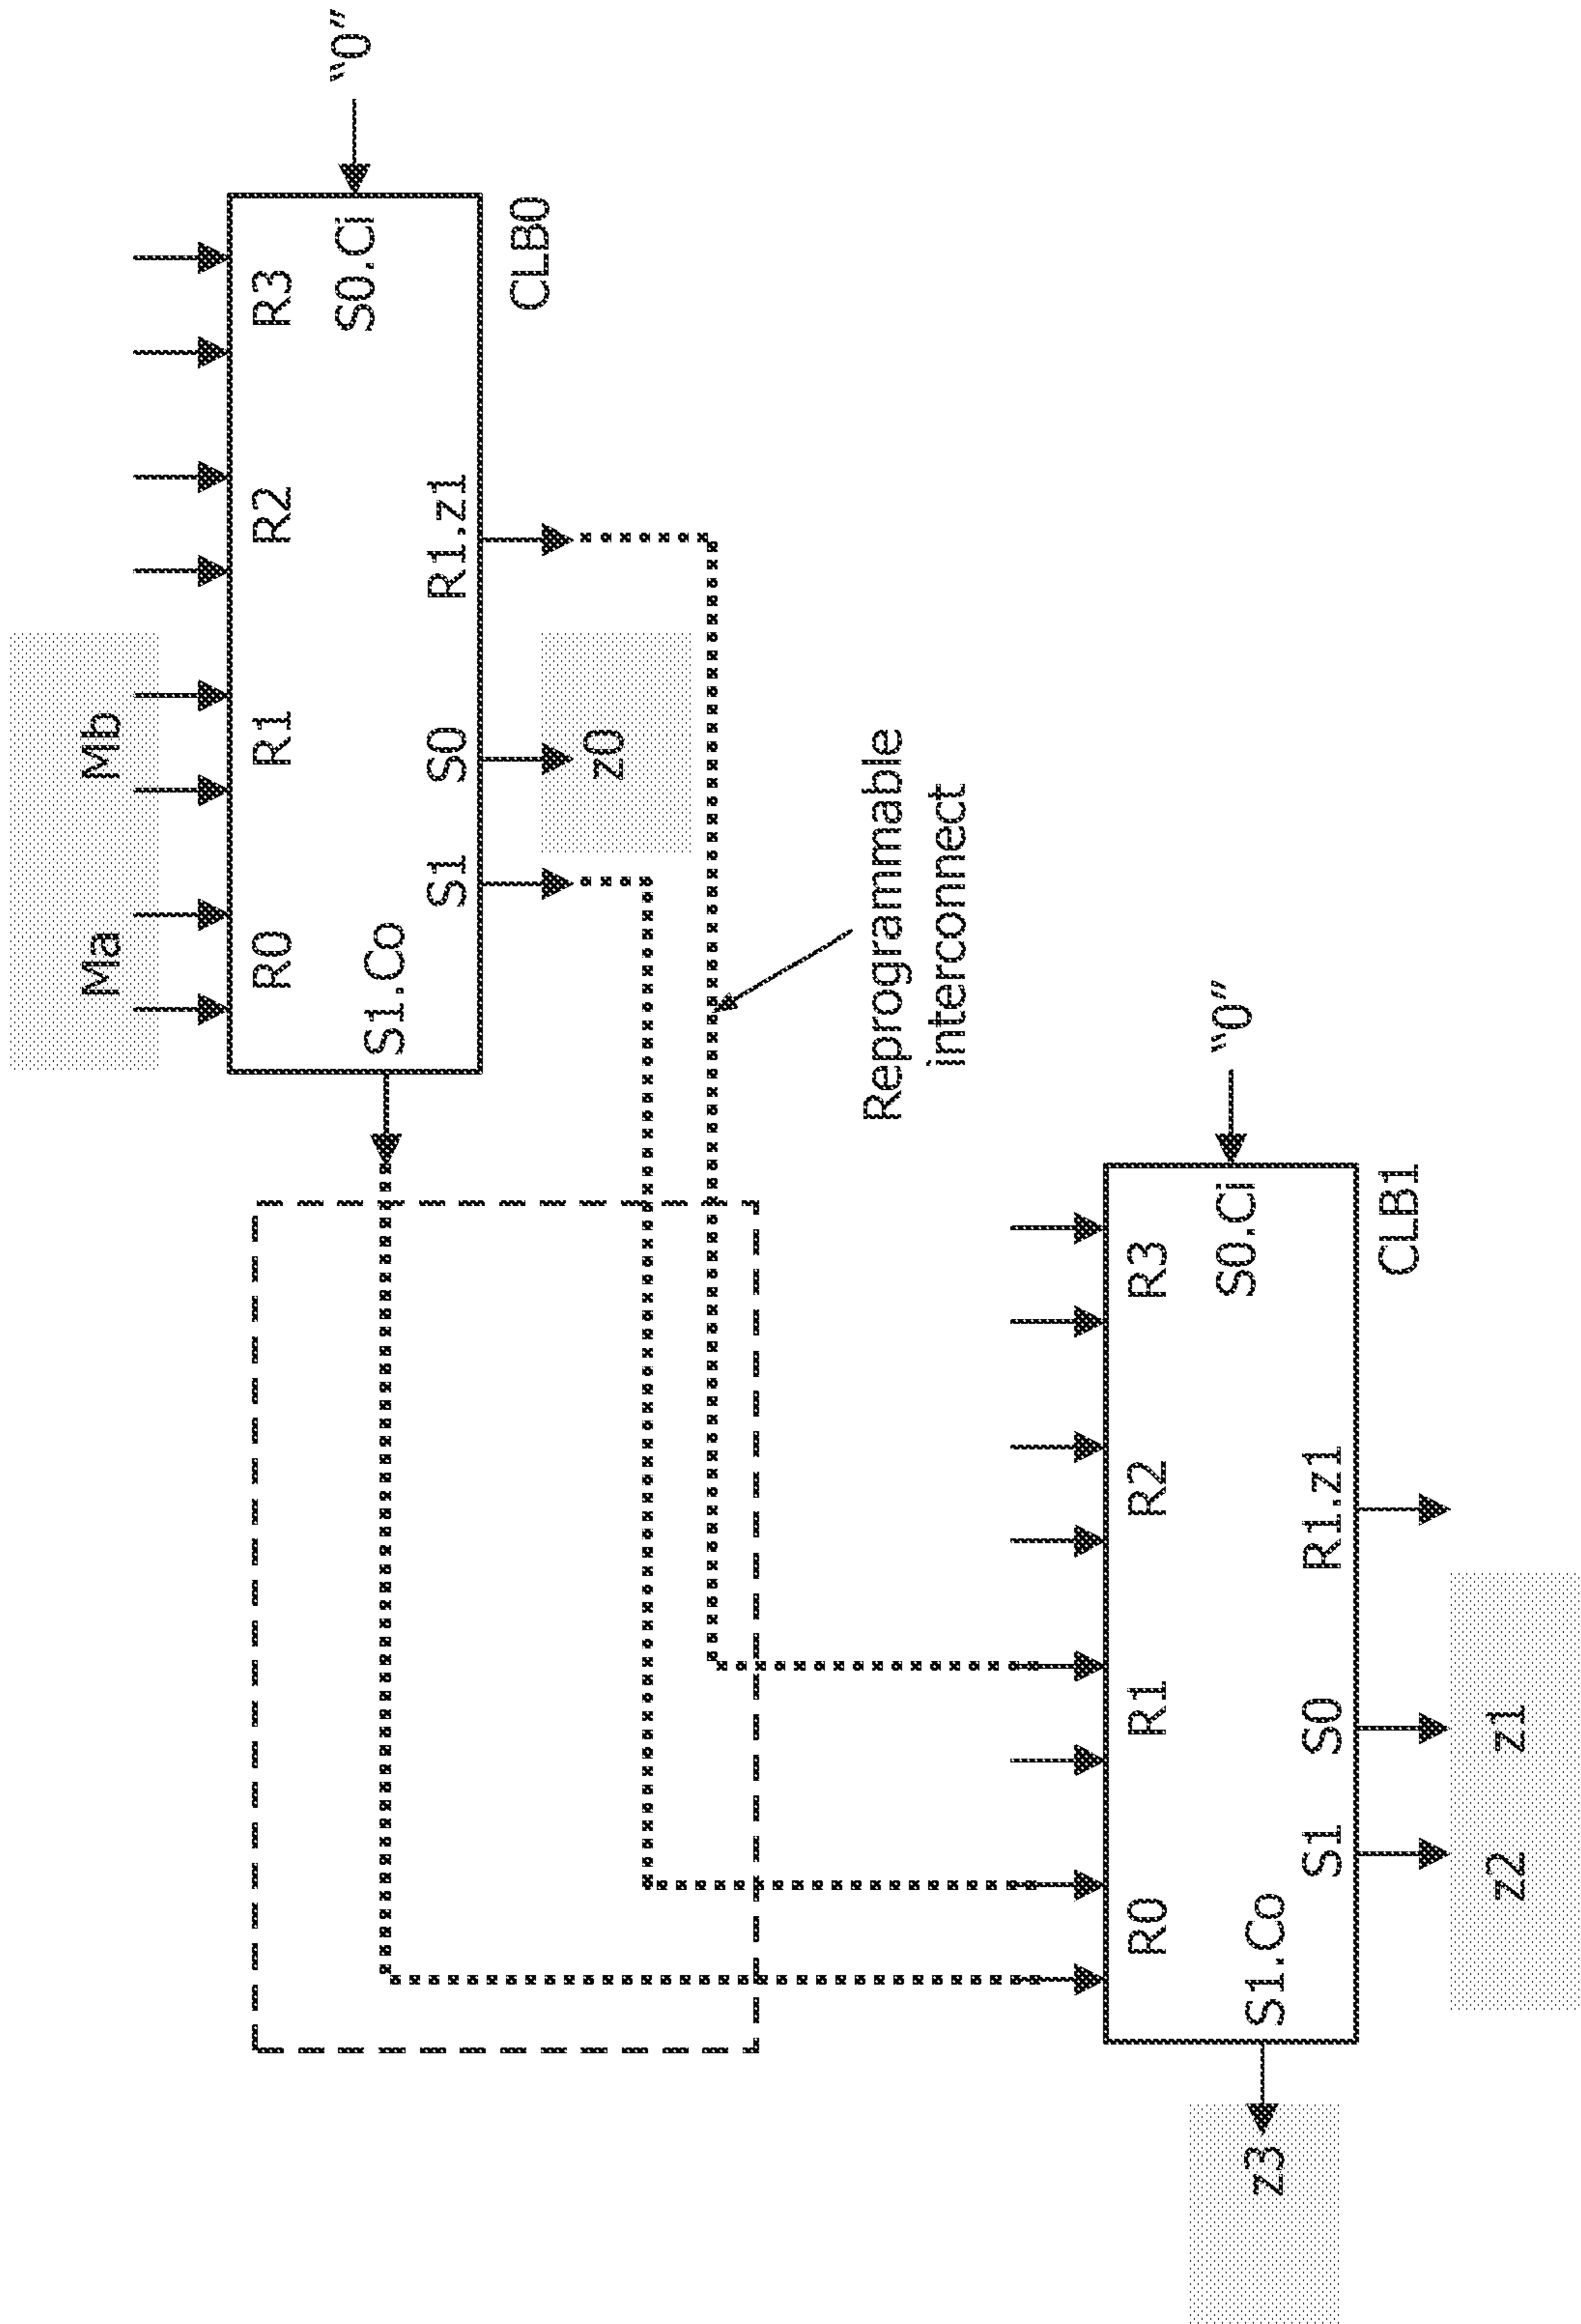 Ma
Mb
R0
R1
R2
R3
S1.Co
S0.Ci
"0"
S1
S0
R1.z1
CLB0
z0
Reprogrammable
interconnect
R0
R1
R2
R3
S1.Co
S0.Ci
"0"
S1
S0
R1.z1
CLB1
z3
z2
z1